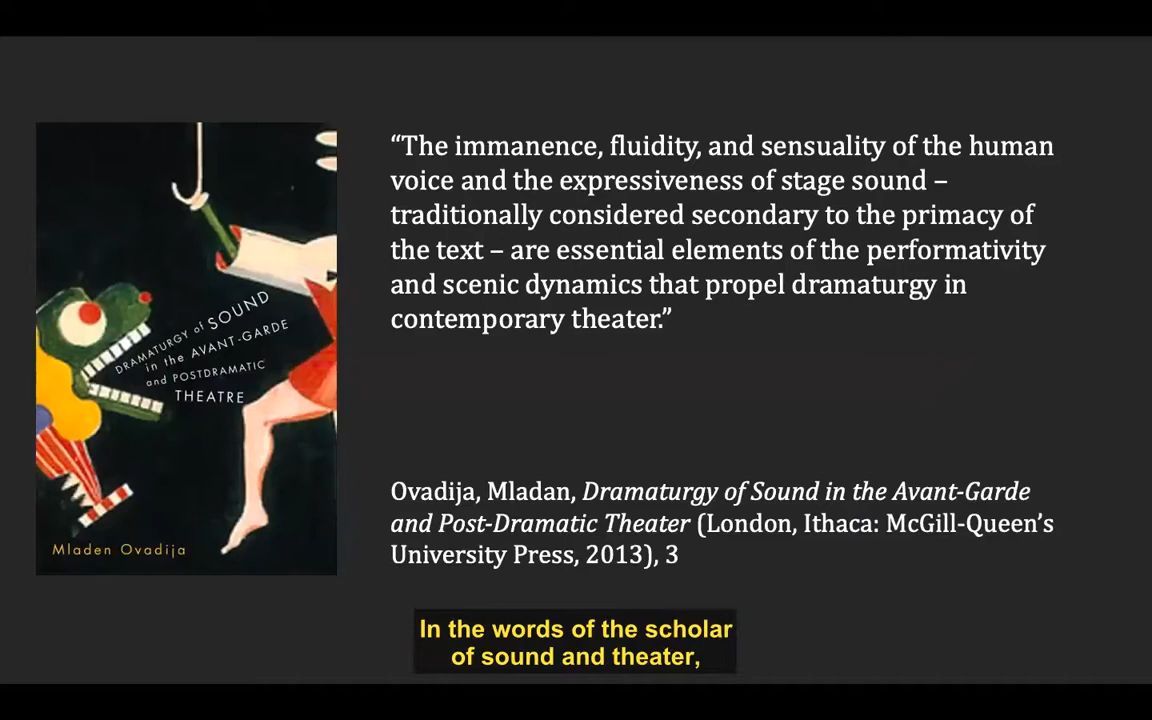 “The immanence, fluidity, and sensuality of the human
voice and the expressiveness of stage sound –
traditionally considered secondary to the primacy of
the text – are essential elements of the performativity
and scenic dynamics that propel dramaturgy in
contemporary theater.”
DRAMATURGY of SOUND
in the AVANT-GARDE
and POSTDRAMATIC
THEATRE
Mladen Ovadija
Ovadija, Mladan, Dramaturgy of Sound in the Avant-Garde
and Post-Dramatic Theater (London, Ithaca: McGill-Queen’s
University Press, 2013), 3
In the words of the scholar
of sound and theater,